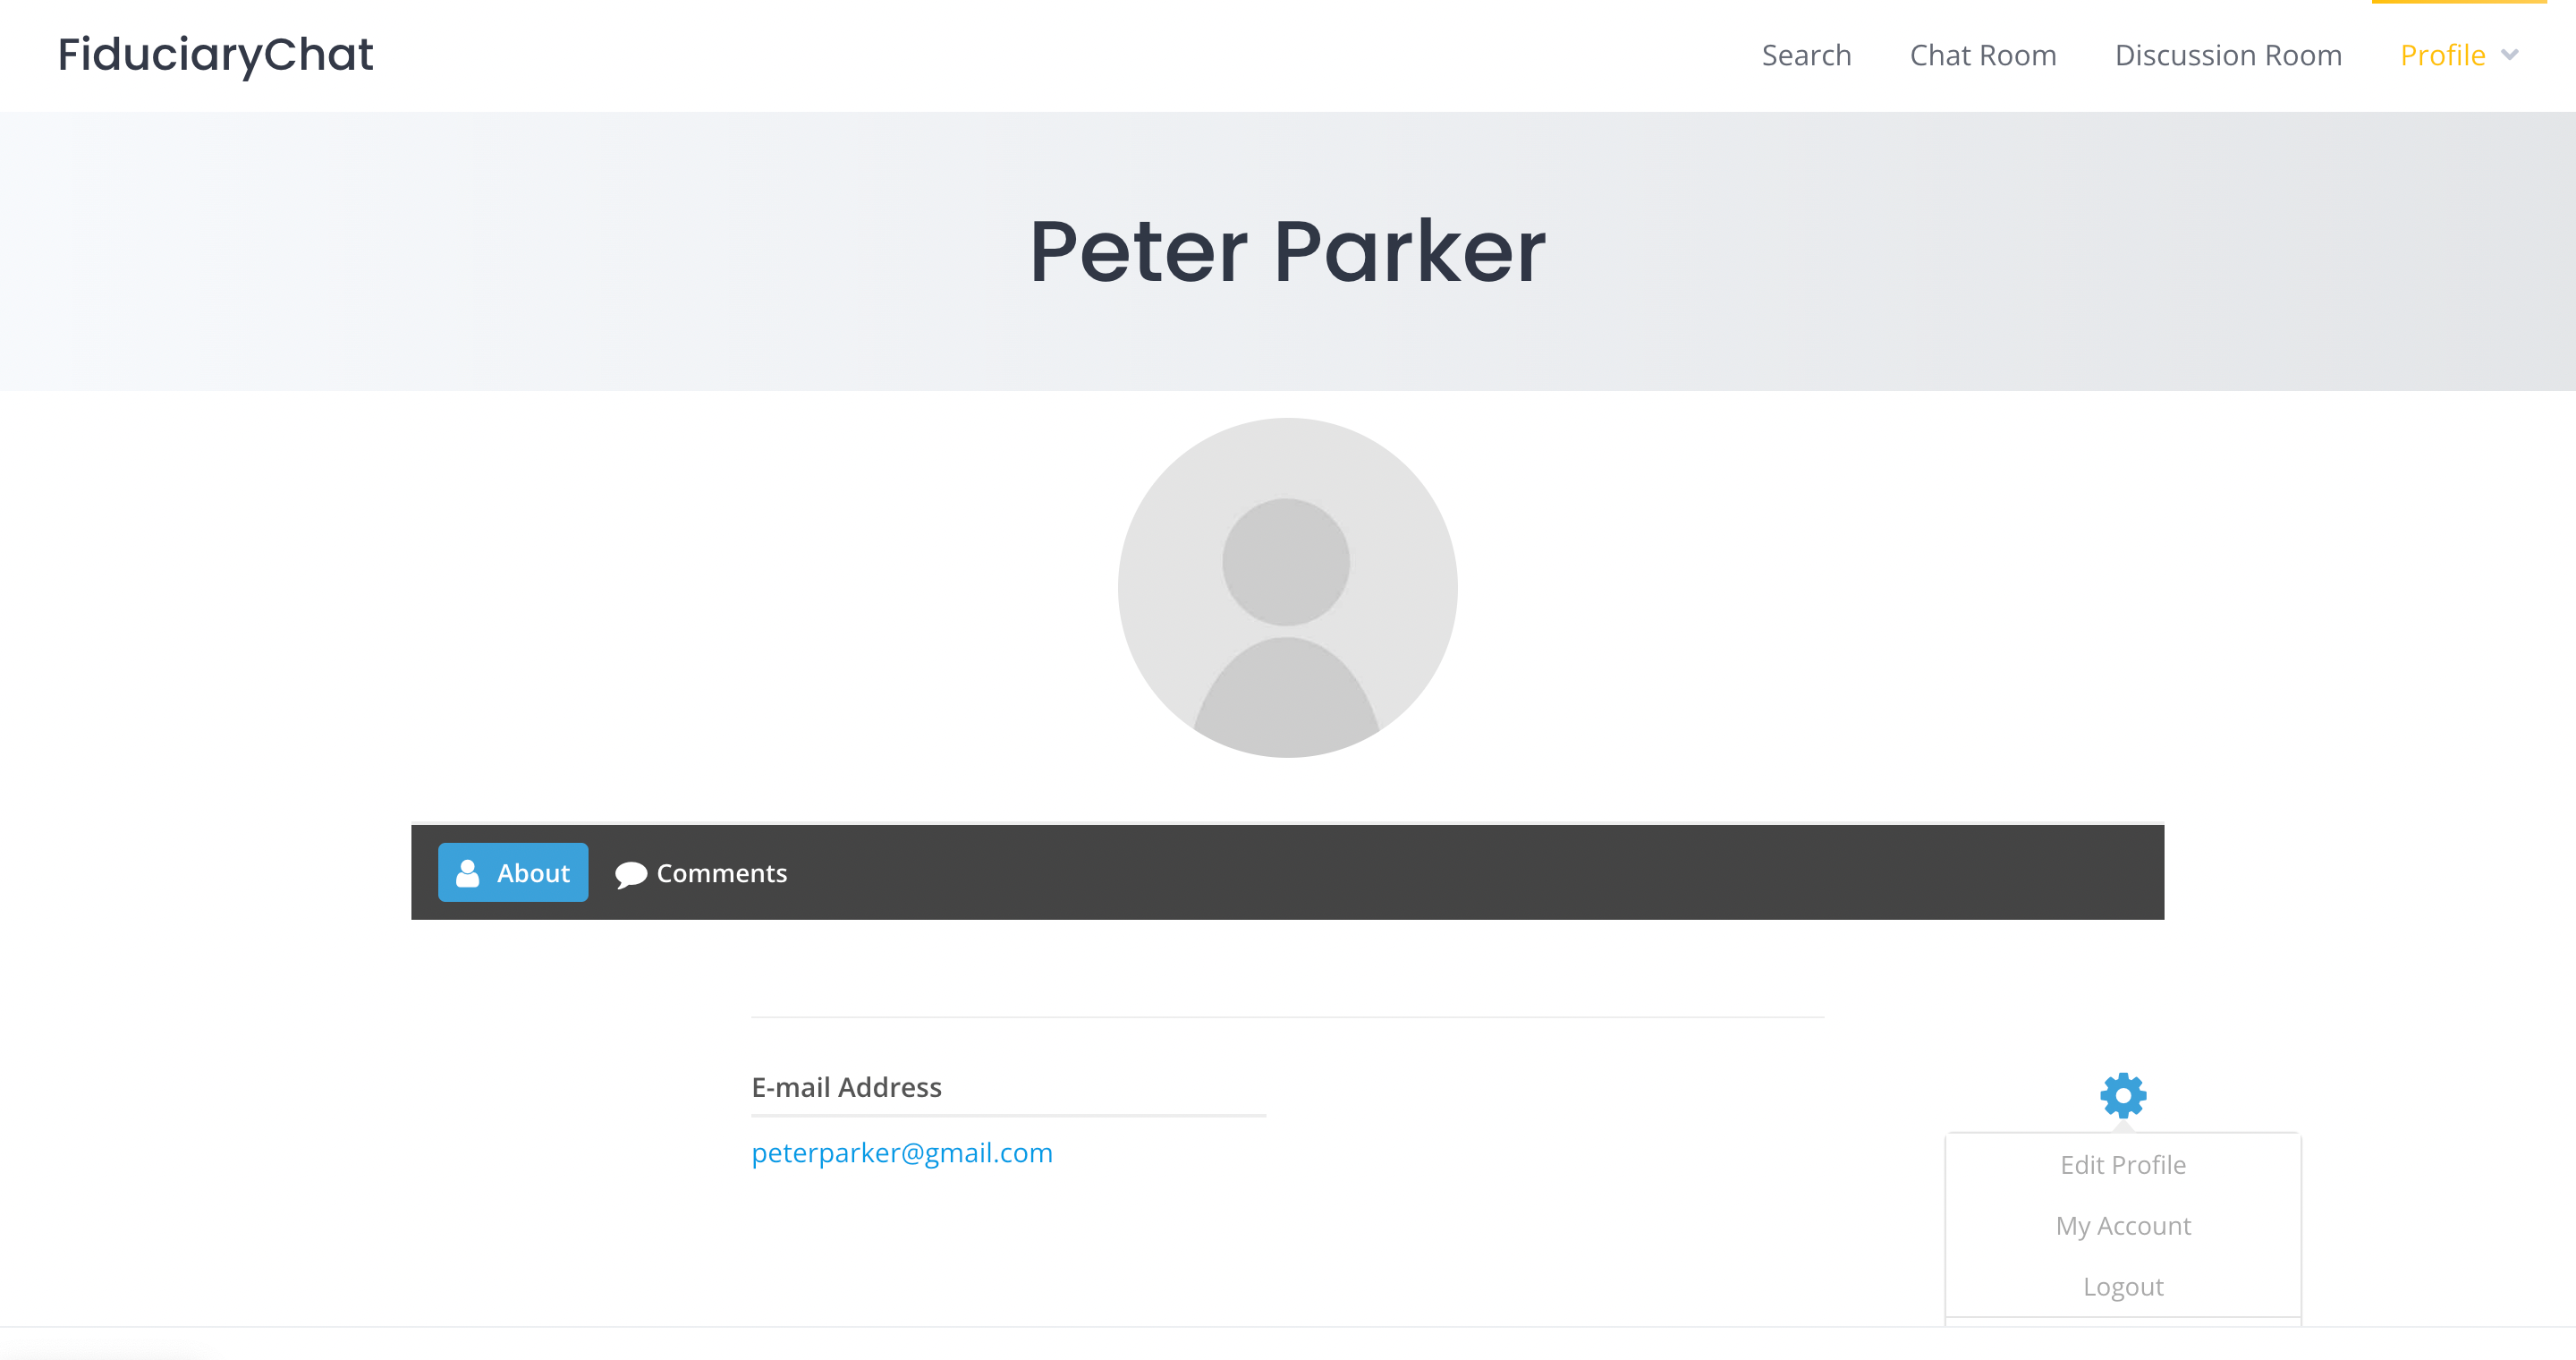 FiduciaryChat
Search Chat Room Discussion Room Profile
Peter Parker
About Comments
E-mail Address
peterparker@gmail.com
Edit Profile
My Account
Logout